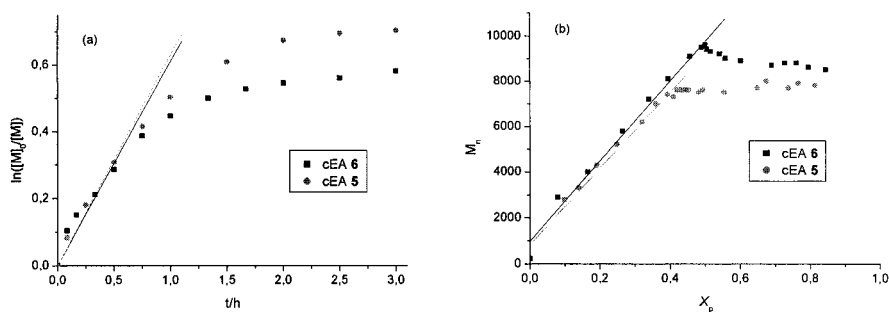 (a)
ln([M]₀/[M])
0,6
0,4
0,2
0,0
cEA 6
cEA 5
0,0 0,5 1,0 1,5 2,0 2,5 3,0
t/h
(b)
Mₙ
10000
8000
6000
4000
2000
0
cEA 6
cEA 5
0,0 0,2 0,4 0,6 0,8 1,0
Xₚ